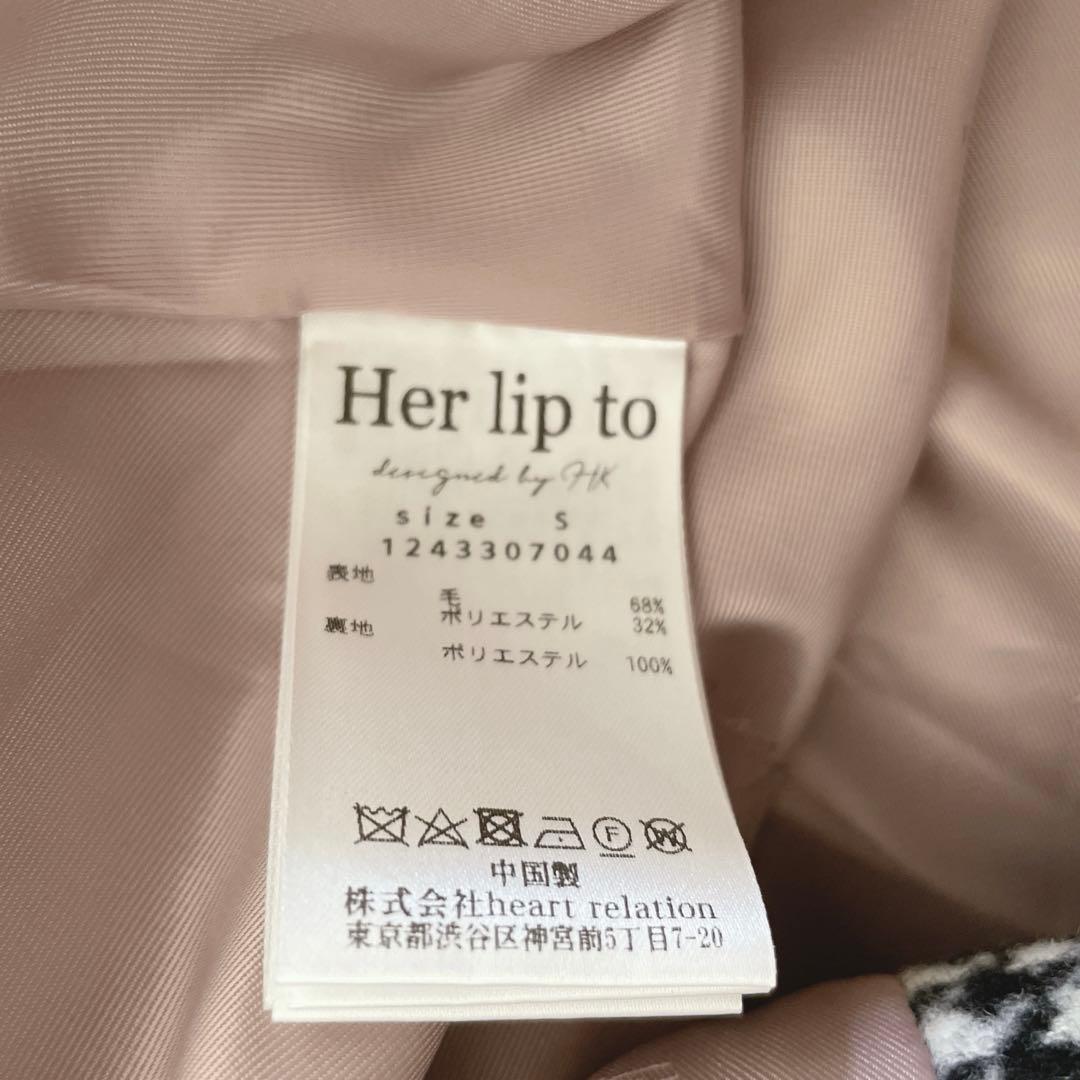 Her lip to
designed by HK
size S
1243307044
表地
毛 68%
ポリエステル 32%
裏地
ポリエステル 100%
F W
中国製
株式会社heart relation
東京都渋谷区神宮前5丁目7-20